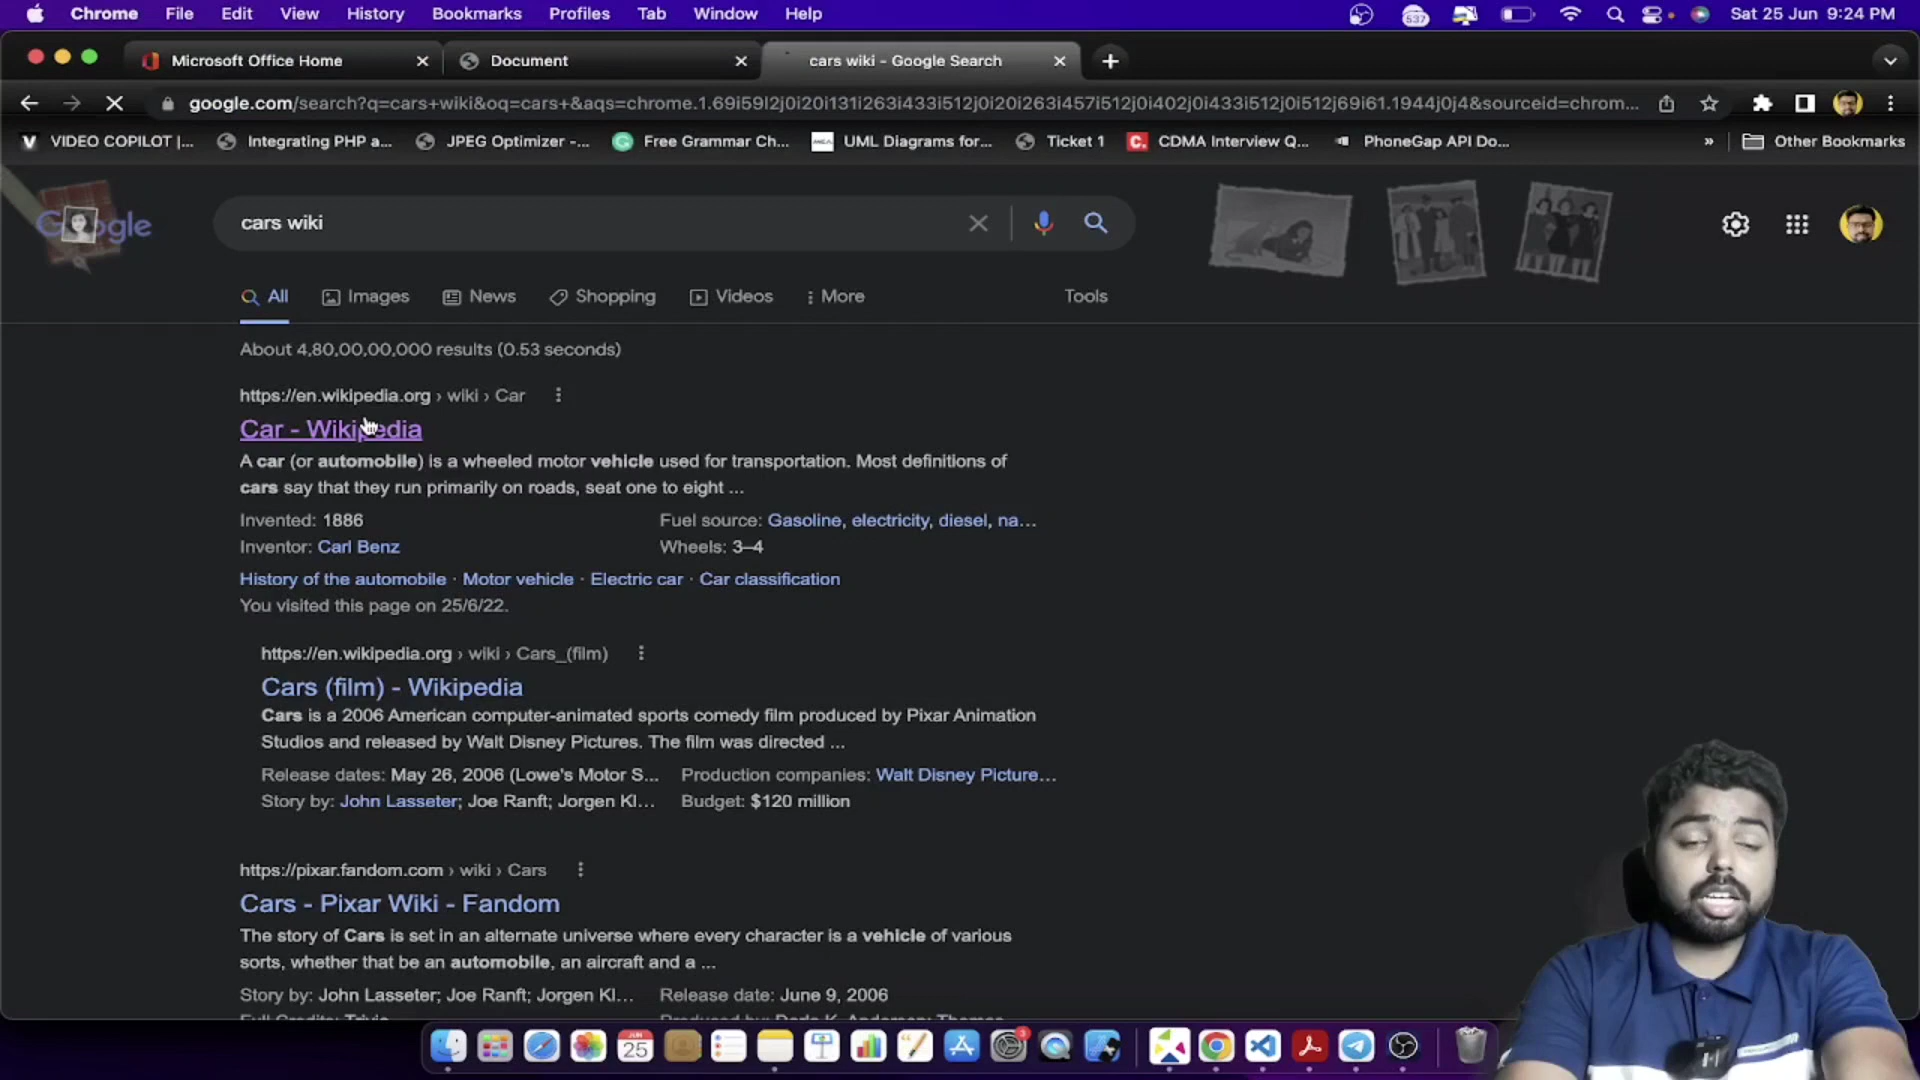 Chrome File Edit View History Bookmarks Profiles Tab Window Help 537 Sat 25 Jun 9:24 PM
Microsoft Office Home Document cars wiki - Google Search
google.com/search?q=cars+wiki&oq=cars+&aqs=chrome.1.69i59l2j0i20i131i263i433i512j0i20i263i457i512j0i402j0i433i512j0i512j69i61.1944j0j4&sourceid=chrom...
VIDEO COPILOT |... Integrating PHP a... JPEG Optimizer -... Free Grammar Ch... UML Diagrams for... Ticket 1 CDMA Interview Q... PhoneGap API Do... » Other Bookmarks
Google cars wiki
All Images News Shopping Videos More Tools
About 4,80,00,00,000 results (0.53 seconds)
https://en.wikipedia.org › wiki › Car
Car - Wikipedia
A car (or automobile) is a wheeled motor vehicle used for transportation. Most definitions of
cars say that they run primarily on roads, seat one to eight ...
Invented: 1886 Fuel source: Gasoline, electricity, diesel, na...
Inventor: Carl Benz Wheels: 3–4
History of the automobile · Motor vehicle · Electric car · Car classification
You visited this page on 25/6/22.
https://en.wikipedia.org › wiki › Cars_(film)
Cars (film) - Wikipedia
Cars is a 2006 American computer-animated sports comedy film produced by Pixar Animation
Studios and released by Walt Disney Pictures. The film was directed ...
Release dates: May 26, 2006 (Lowe's Motor S... Production companies: Walt Disney Picture...
Story by: John Lasseter; Joe Ranft; Jorgen Kl... Budget: $120 million
https://pixar.fandom.com › wiki › Cars
Cars - Pixar Wiki - Fandom
The story of Cars is set in an alternate universe where every character is a vehicle of various
sorts, whether that be an automobile, an aircraft and a ...
Story by: John Lasseter; Joe Ranft; Jorgen Kl... Release date: June 9, 2006
JUN
25
3